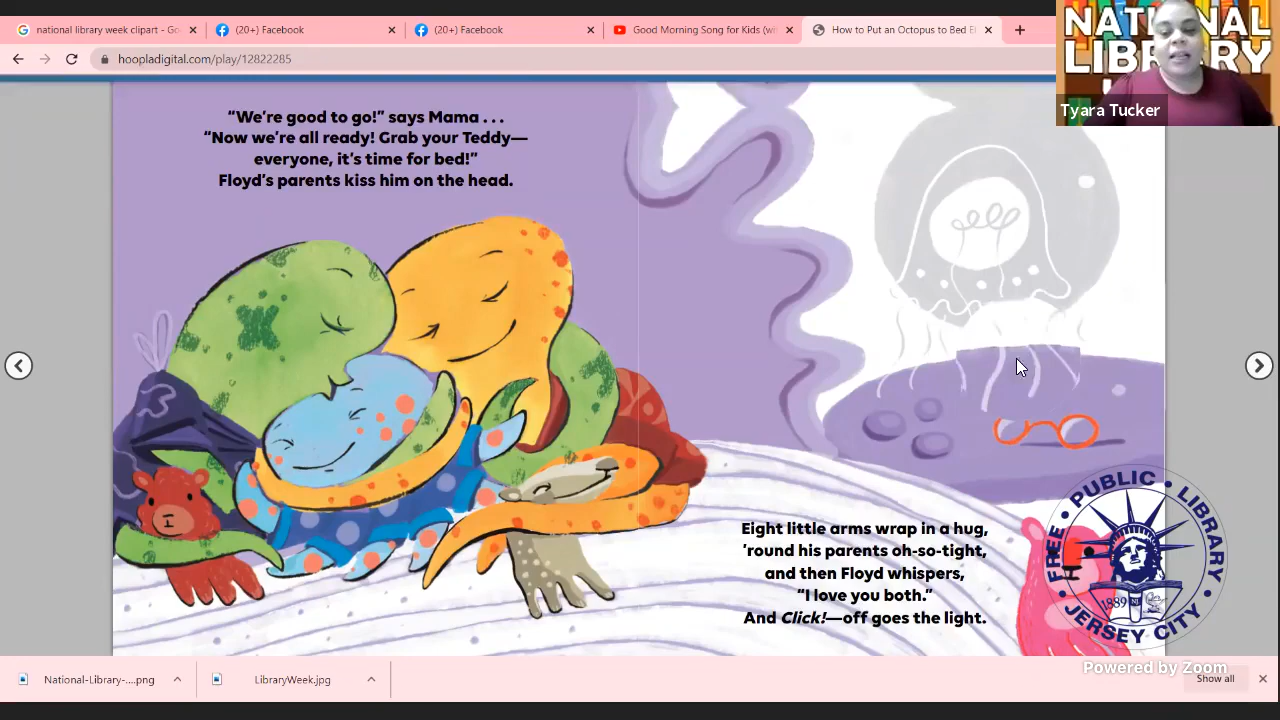 national library week clipart - Go
(20+) Facebook
(20+) Facebook
Good Morning Song for Kids (wi
How to Put an Octopus to Bed E
hoopladigital.com/play/12822285
NATIONAL
LIBRARY
Tyara Tucker
“We’re good to go!” says Mama . . .
“Now we’re all ready! Grab your Teddy—
everyone, it’s time for bed!”
Floyd’s parents kiss him on the head.
Eight little arms wrap in a hug,
’round his parents oh-so-tight,
and then Floyd whispers,
“I love you both.”
And Click!—off goes the light.
FREE • PUBLIC • LIBRARY
1889 NJ
• JERSEY CITY •
Powered by Zoom
National-Library-....png
LibraryWeek.jpg
Show all